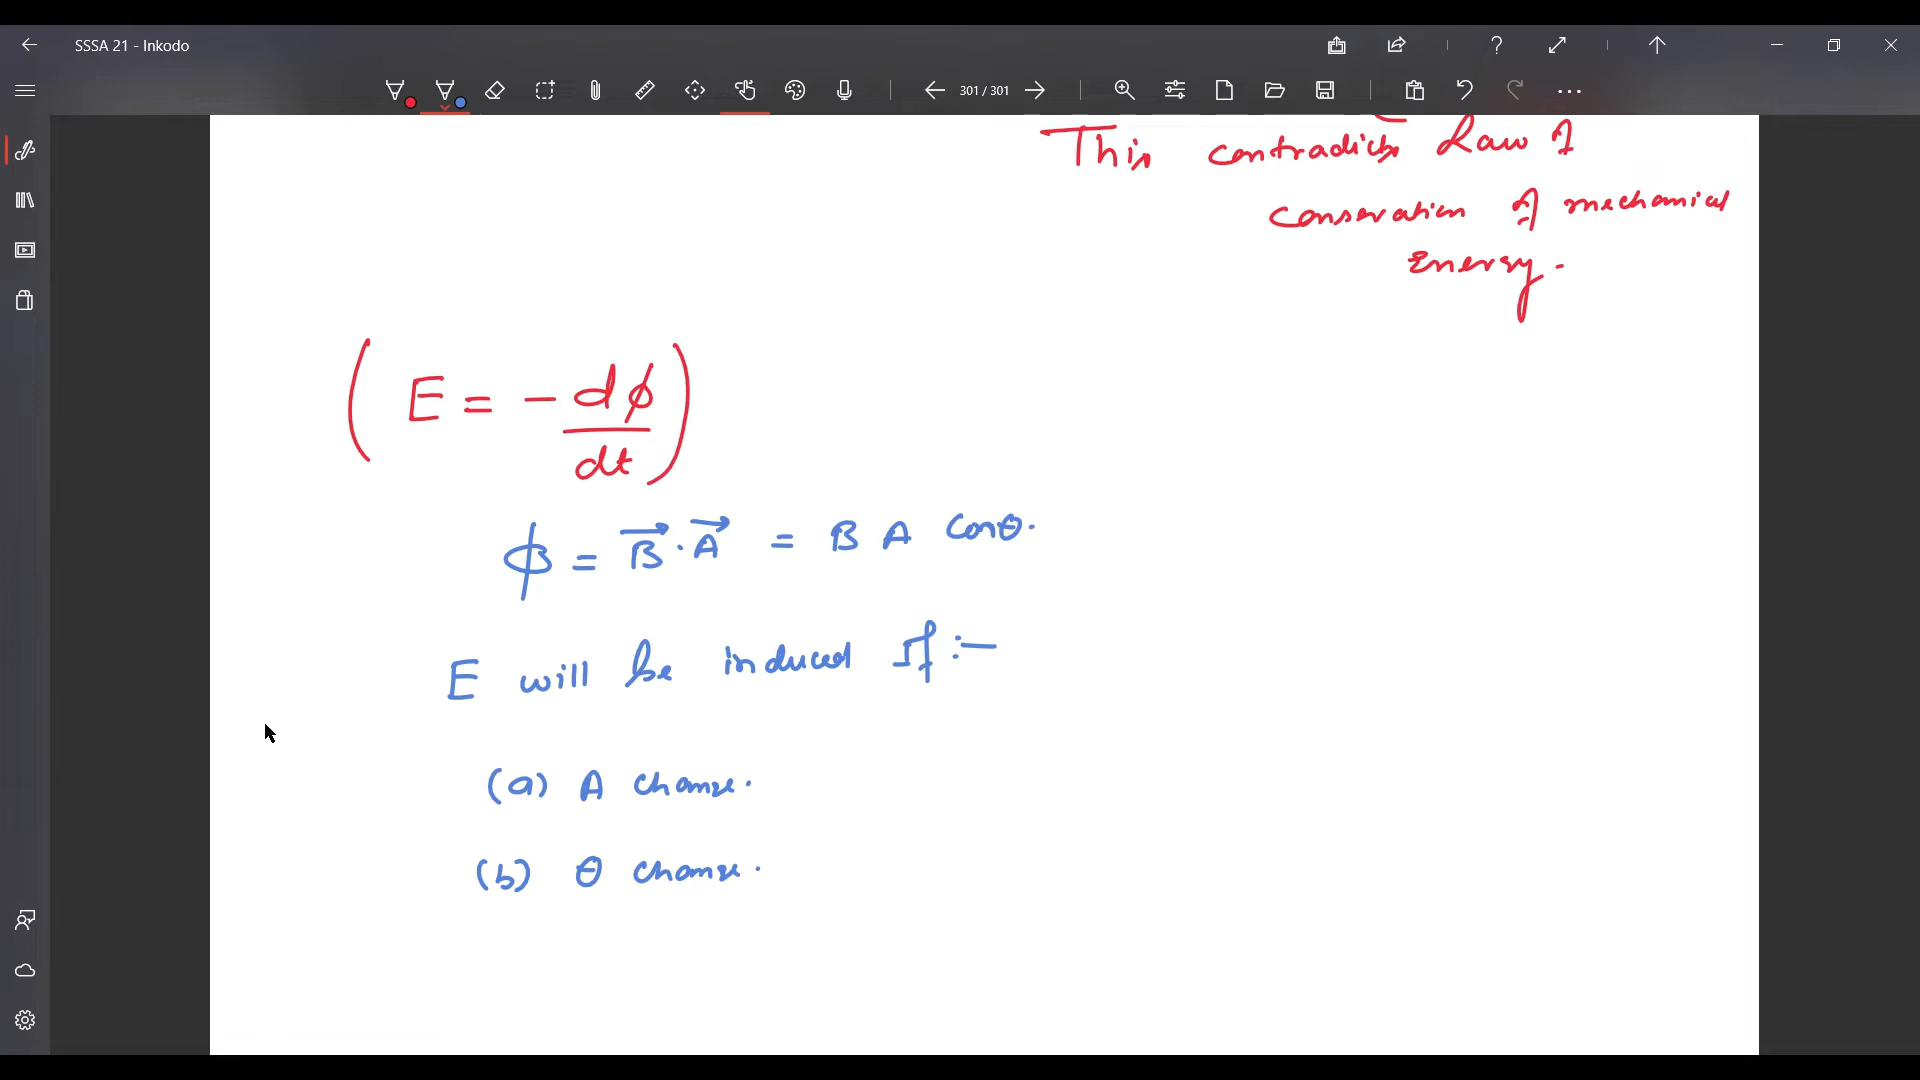 SSSA 21 - Inkodo
301 / 301
This contradicts Law of
Conservation of mechanical
Energy.
( E = - dϕ/dt )
ϕ = B⃗ · A⃗ = B A Cosθ.
E will be induced If :-
(a) A change.
(b) θ change.